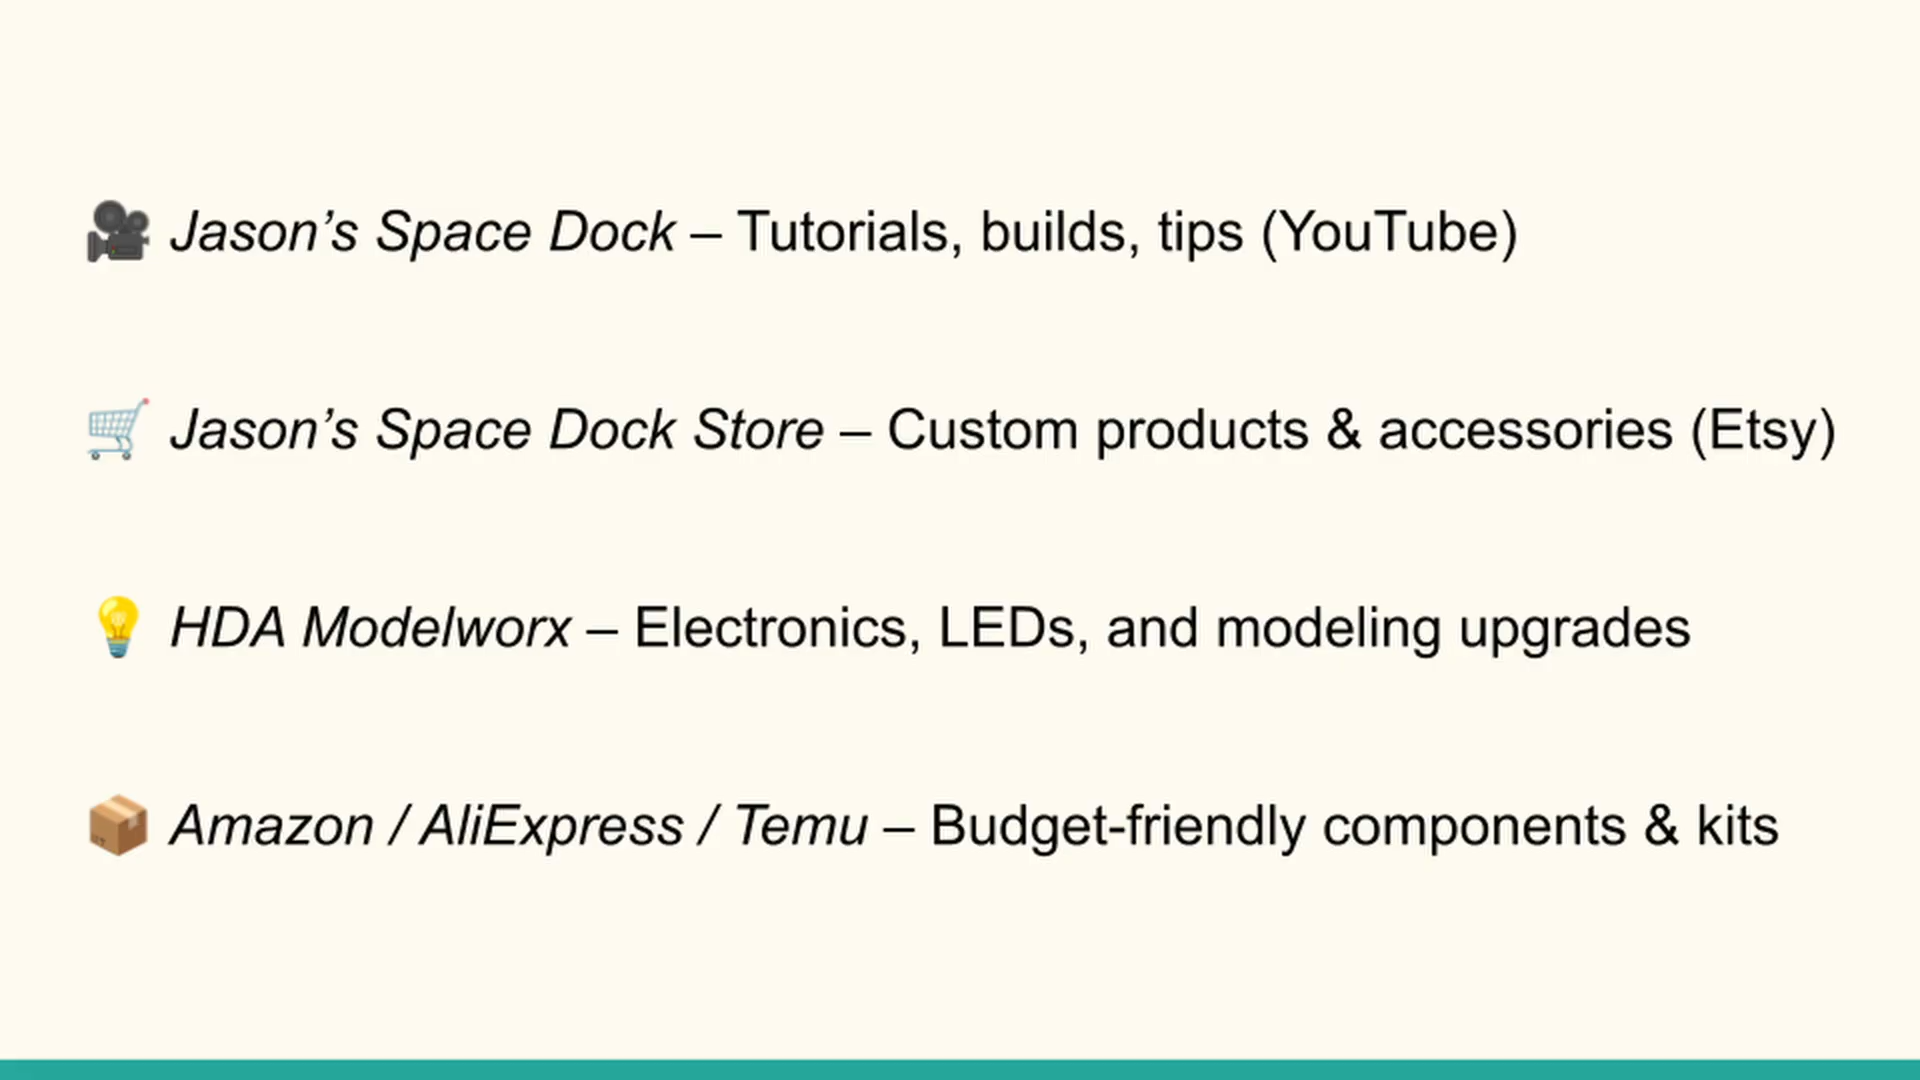 🎥 Jason’s Space Dock – Tutorials, builds, tips (YouTube)
🛒 Jason’s Space Dock Store – Custom products & accessories (Etsy)
💡 HDA Modelworx – Electronics, LEDs, and modeling upgrades
📦 Amazon / AliExpress / Temu – Budget-friendly components & kits